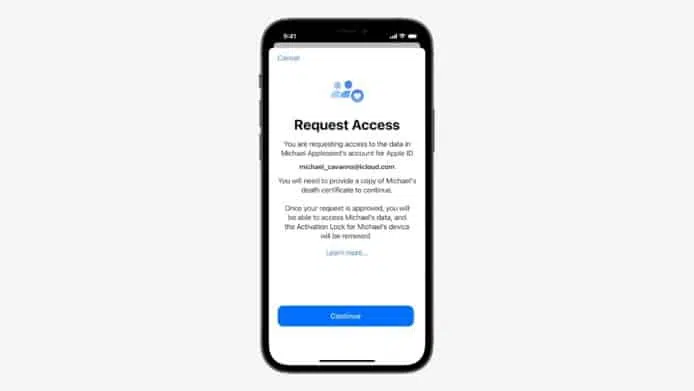 9:41
Cancel
Request Access
You are requesting access to the data in
Michael Appleseed's account for Apple ID
michael_cavanno@icloud.com
You will need to provide a copy of Michael's
death certificate to continue.
Once your request is approved, you will
be able to access Michael's data, and
the Activation Lock for Michael's device
will be removed
Learn more...
Continue